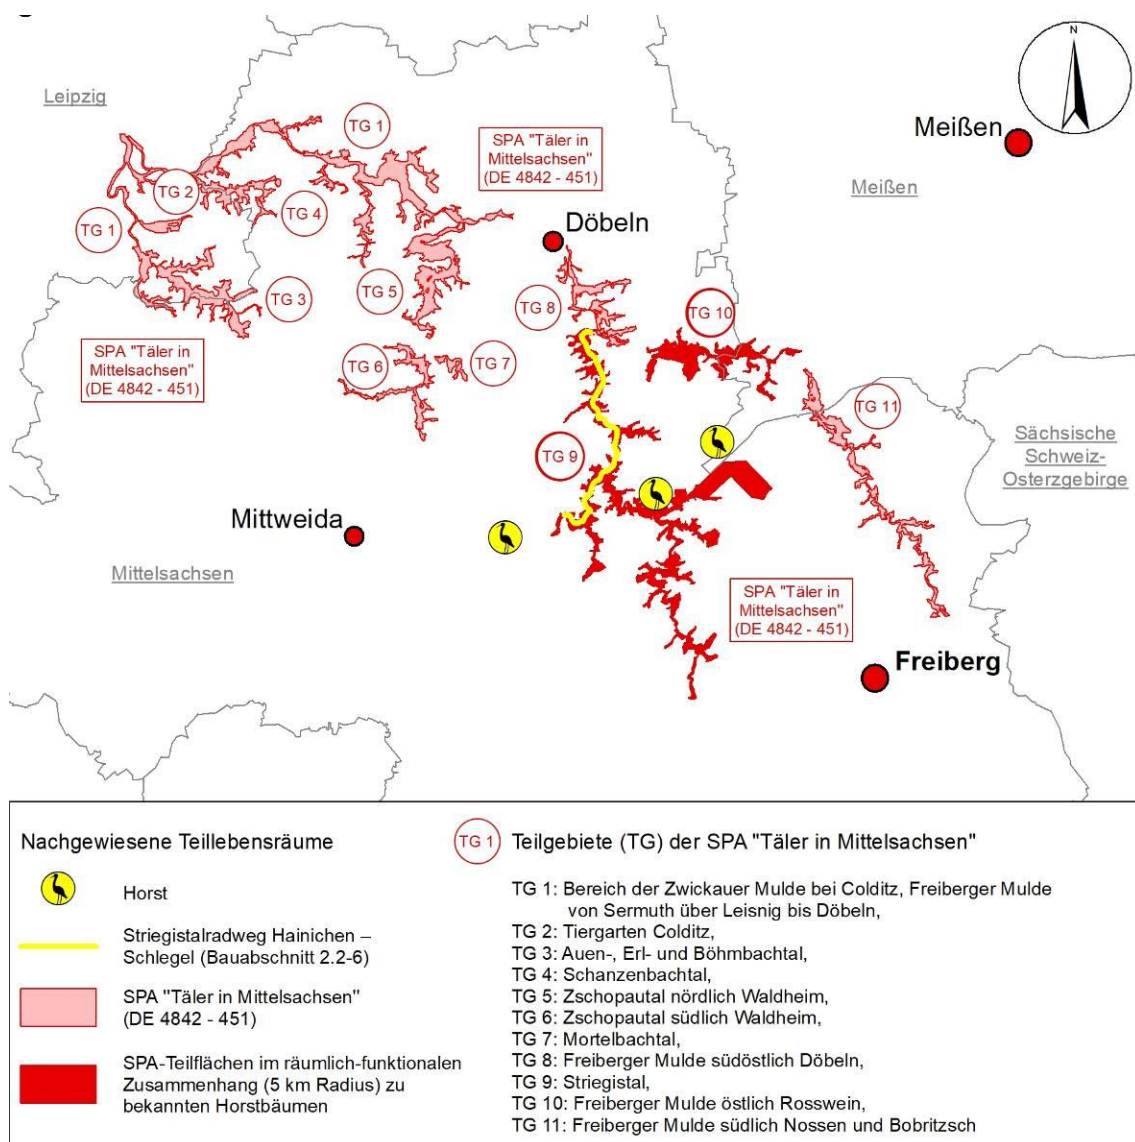 N
Leipzig
Meißen
TG 1
SPA "Täler in
Mittelsachsen"
(DE 4842 - 451)
Meißen
TG 2
TG 4
TG 1
Döbeln
TG 5
TG 3
TG 8
TG 10
SPA "Täler in
Mittelsachsen"
(DE 4842 - 451)
TG 6
TG 7
TG 11
Sächsische
Schweiz-
Osterzgebirge
TG 9
Mittweida
Mittelsachsen
SPA "Täler in
Mittelsachsen"
(DE 4842 - 451)
Freiberg
Nachgewiesene Teillebensräume
Horst
Striegistalradweg Hainichen –
Schlegel (Bauabschnitt 2.2-6)
SPA "Täler in Mittelsachsen"
(DE 4842 - 451)
SPA-Teilflächen im räumlich-funktionalen
Zusammenhang (5 km Radius) zu
bekannten Horstbäumen
TG 1 Teilgebiete (TG) der SPA "Täler in Mittelsachsen"
TG 1: Bereich der Zwickauer Mulde bei Colditz, Freiberger Mulde
von Sermuth über Leisnig bis Döbeln,
TG 2: Tiergarten Colditz,
TG 3: Auen-, Erl- und Böhmbachtal,
TG 4: Schanzenbachtal,
TG 5: Zschopautal nördlich Waldheim,
TG 6: Zschopautal südlich Waldheim,
TG 7: Mortelbachtal,
TG 8: Freiberger Mulde südöstlich Döbeln,
TG 9: Striegistal,
TG 10: Freiberger Mulde östlich Rosswein,
TG 11: Freiberger Mulde südlich Nossen und Bobritzsch